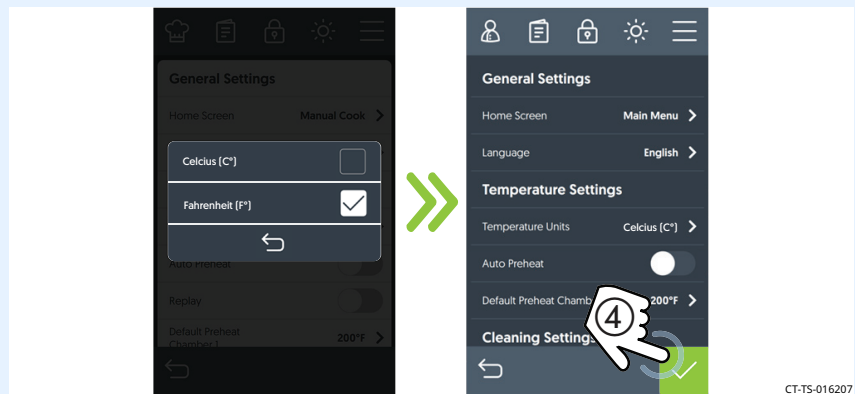 General Settings
Home Screen Manual Cook
Celcius (C°)
Fahrenheit (F°)
Auto Preheat
Replay
Default Preheat
Chamber 1 200°F
General Settings
Home Screen Main Menu
Language English
Temperature Settings
Temperature Units Celcius (C°)
Auto Preheat
Default Preheat Chamb 200°F
Cleaning Settings
4
CT-TS-016207